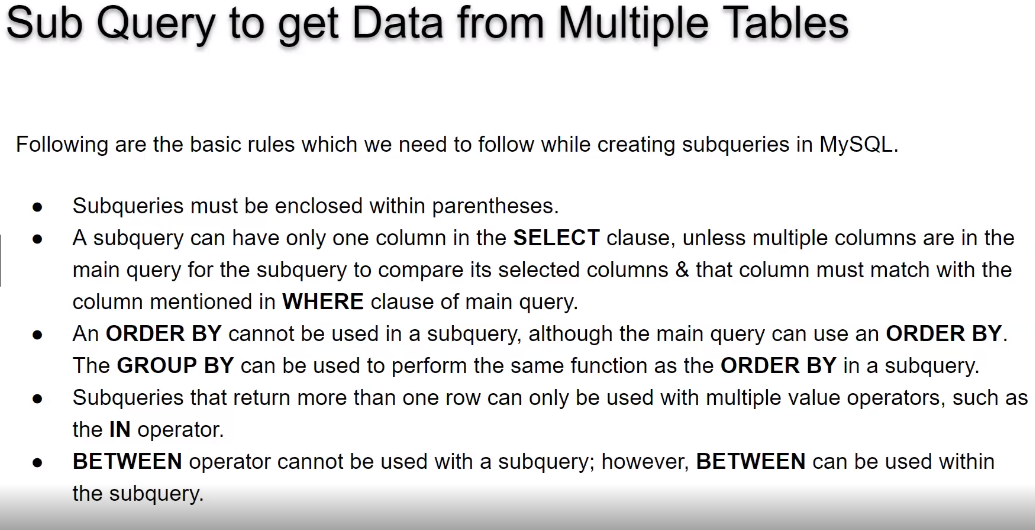 Sub Query to get Data from Multiple Tables
Following are the basic rules which we need to follow while creating subqueries in MySQL.
● Subqueries must be enclosed within parentheses.
● A subquery can have only one column in the SELECT clause, unless multiple columns are in the
main query for the subquery to compare its selected columns & that column must match with the
column mentioned in WHERE clause of main query.
● An ORDER BY cannot be used in a subquery, although the main query can use an ORDER BY.
The GROUP BY can be used to perform the same function as the ORDER BY in a subquery.
● Subqueries that return more than one row can only be used with multiple value operators, such as
the IN operator.
● BETWEEN operator cannot be used with a subquery; however, BETWEEN can be used within
the subquery.